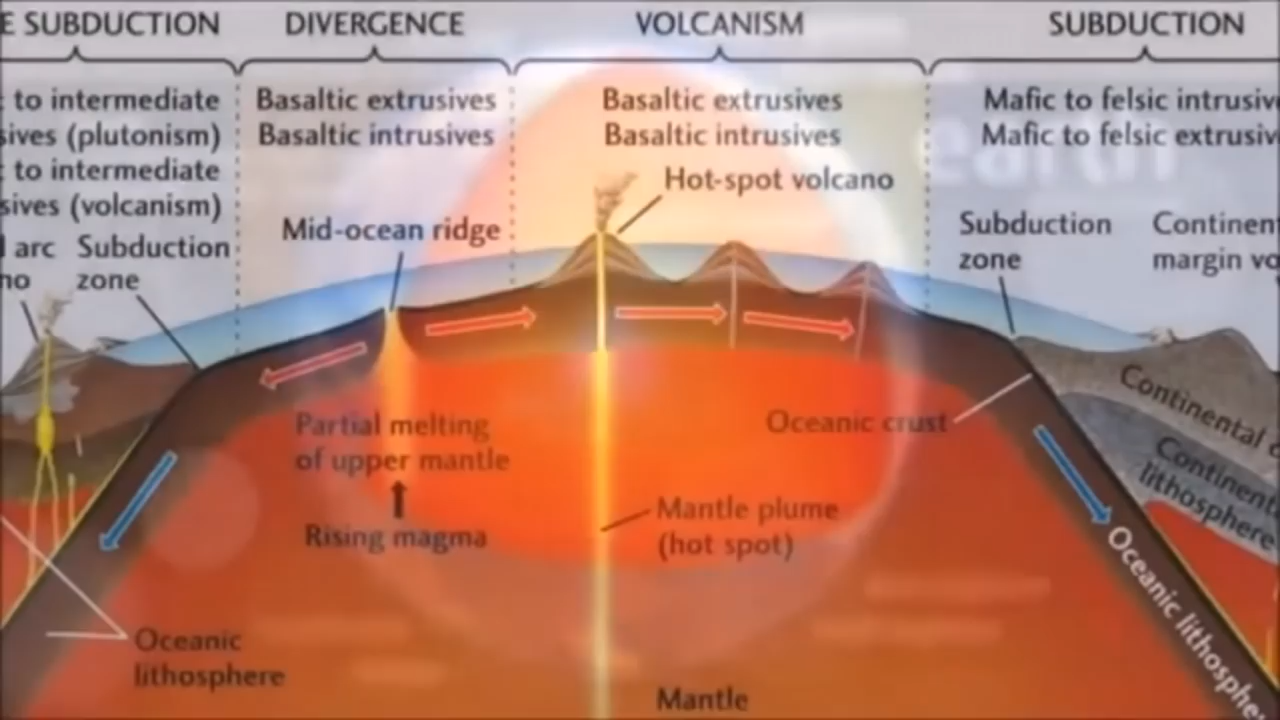 E SUBDUCTION
DIVERGENCE
VOLCANISM
SUBDUCTION
to intermediate
sives (plutonism)
to intermediate
sives (volcanism)
Basaltic extrusives
Basaltic intrusives
Basaltic extrusives
Basaltic intrusives
Mafic to felsic intrusiv
Mafic to felsic extrusiv
earth
Hot-spot volcano
Mid-ocean ridge
arc
no
Subduction
zone
Subduction
zone
Continen
margin vo
Partial melting
of upper mantle
Rising magma
Oceanic crust
Mantle plume
(hot spot)
Continental c
Continent
lithosphere
Oceanic lithosphe
Oceanic
lithosphere
Mantle